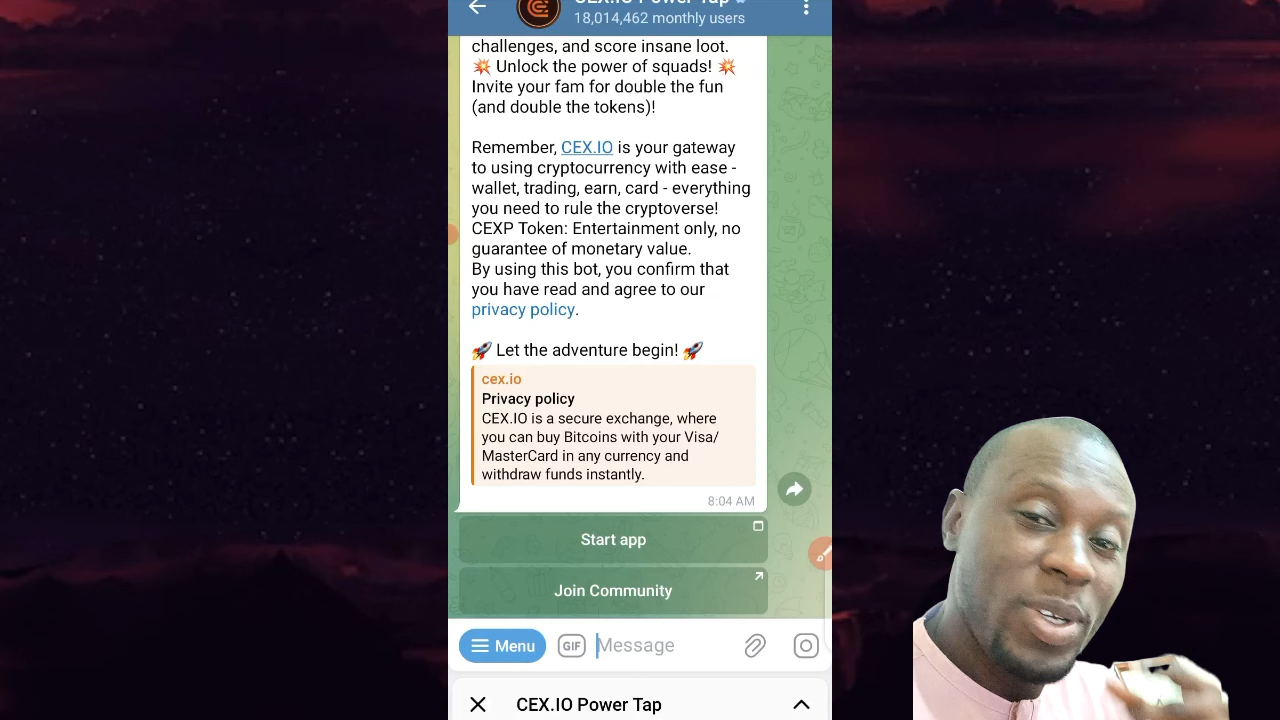 CEX.IO Power Tap
18,014,462 monthly users
challenges, and score insane loot.
💥 Unlock the power of squads! 💥
Invite your fam for double the fun
(and double the tokens)!
Remember, CEX.IO is your gateway
to using cryptocurrency with ease -
wallet, trading, earn, card - everything
you need to rule the cryptoverse!
CEXP Token: Entertainment only, no
guarantee of monetary value.
By using this bot, you confirm that
you have read and agree to our
privacy policy.
🚀 Let the adventure begin! 🚀
cex.io
Privacy policy
CEX.IO is a secure exchange, where
you can buy Bitcoins with your Visa/
MasterCard in any currency and
withdraw funds instantly.
8:04 AM
Start app
Join Community
Menu
GIF
Message
CEX.IO Power Tap